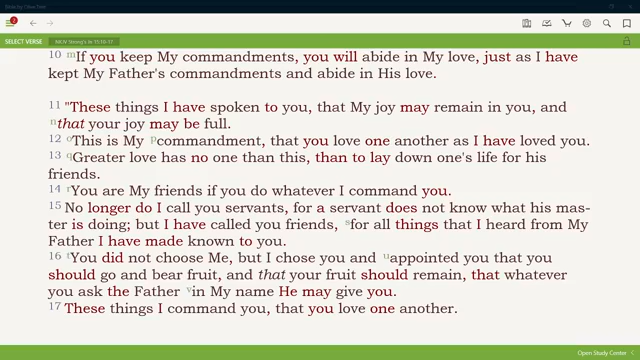 Bible by Olive Tree
2
SELECT VERSE
NKJV Strong's Jn 15:10-17
10 mIf you keep My commandments, you will abide in My love, just as I have
kept My Father's commandments and abide in His love.
11 "These things I have spoken to you, that My joy may remain in you, and
nthat your joy may be full.
12 oThis is My pcommandment, that you love one another as I have loved you.
13 qGreater love has no one than this, than to lay down one's life for his
friends.
14 rYou are My friends if you do whatever I command you.
15 No longer do I call you servants, for a servant does not know what his mas-
ter is doing; but I have called you friends, sfor all things that I heard from My
Father I have made known to you.
16 tYou did not choose Me, but I chose you and uappointed you that you
should go and bear fruit, and that your fruit should remain, that whatever
you ask the Father vin My name He may give you.
17 These things I command you, that you love one another.
Open Study Center